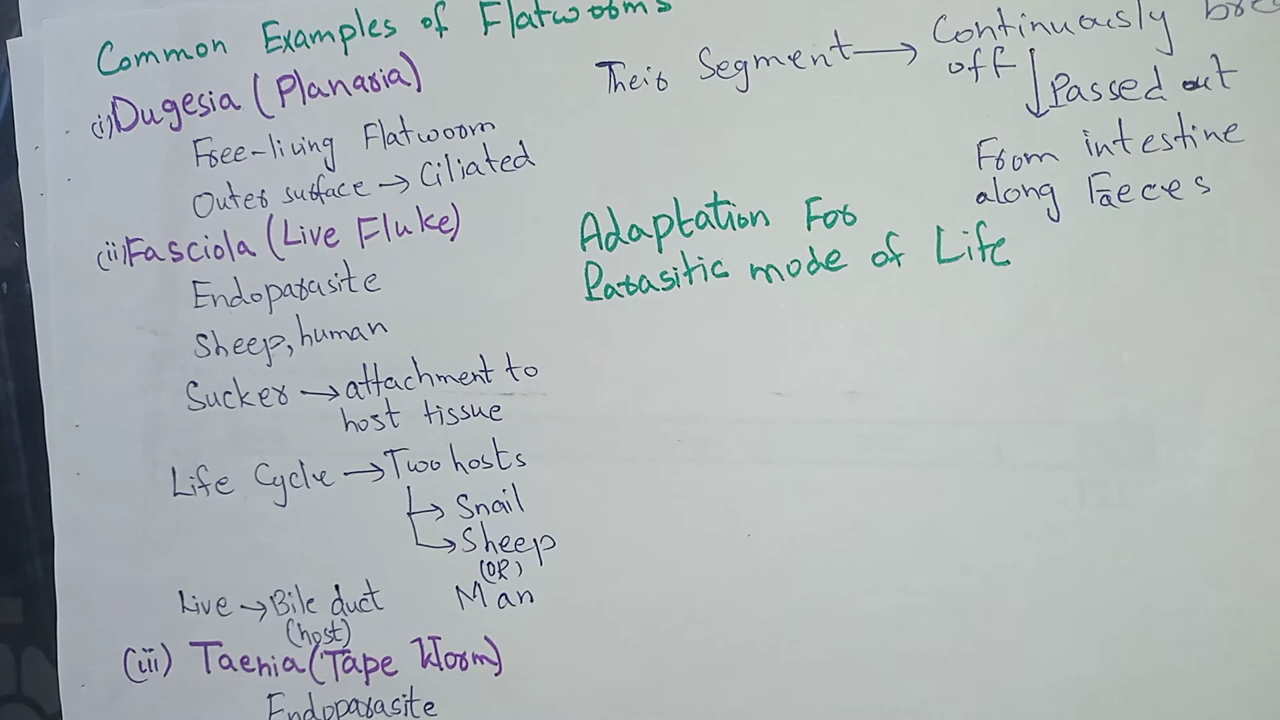 Common Examples of Flatworms
(i) Dugesia (Planaria)
Free-living Flatworm
Outer surface → Ciliated
(ii) Fasciola (Live Fluke)
Endoparasite
Sheep, human
Sucker → attachment to
host tissue
Life Cycle → Two hosts
→ Snail
→ Sheep
(OR)
Man
Live → Bile duct
(host)
(iii) Taenia (Tape Worm)
Endoparasite
Their Segment → Continuously
off ↓ Passed out
From intestine
along Faeces
Adaptation For
Parasitic mode of Life